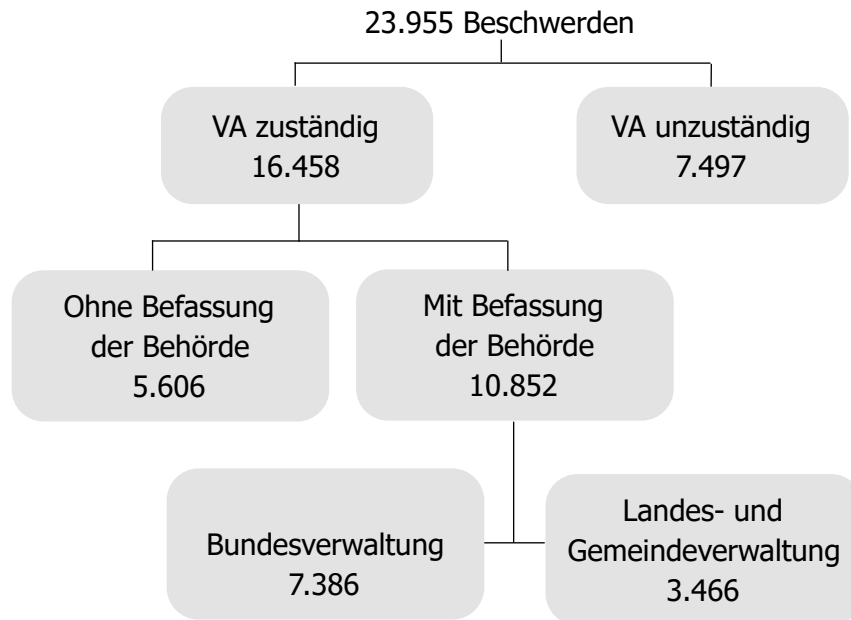 23.955 Beschwerden
VA zuständig
16.458
VA unzuständig
7.497
Ohne Befassung
der Behörde
5.606
Mit Befassung
der Behörde
10.852
Bundesverwaltung
7.386
Landes- und
Gemeindeverwaltung
3.466